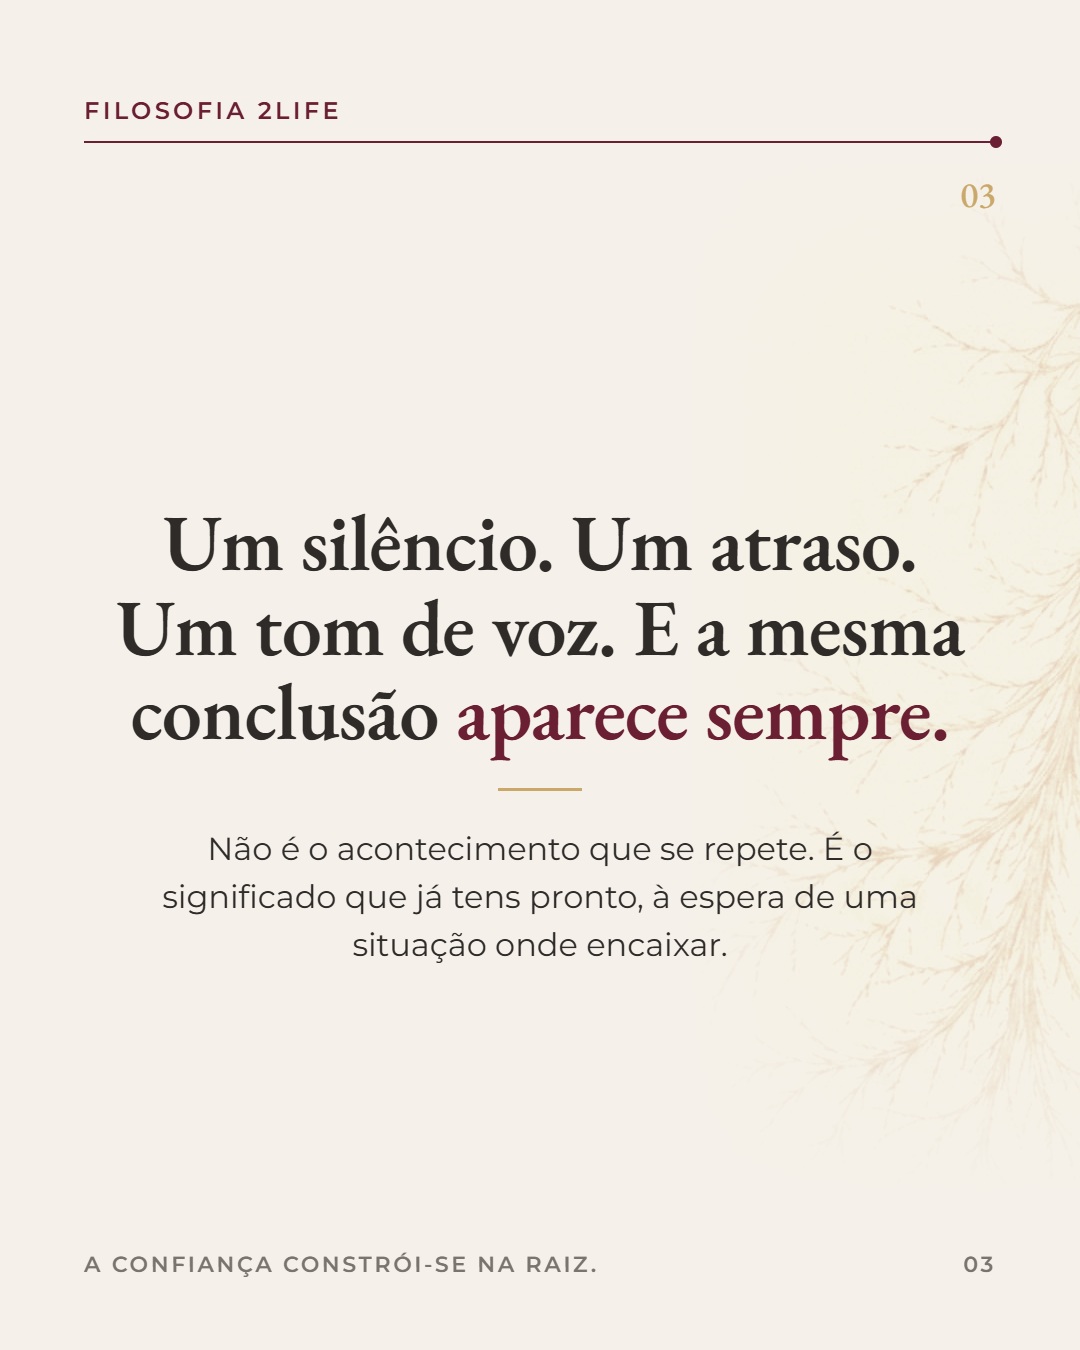 FILOSOFIA 2LIFE
03
Um silêncio. Um atraso.
Um tom de voz. E a mesma
conclusão aparece sempre.
Não é o acontecimento que se repete. É o
significado que já tens pronto, à espera de uma
situação onde encaixar.
A CONFIANÇA CONSTRÓI-SE NA RAIZ.
03